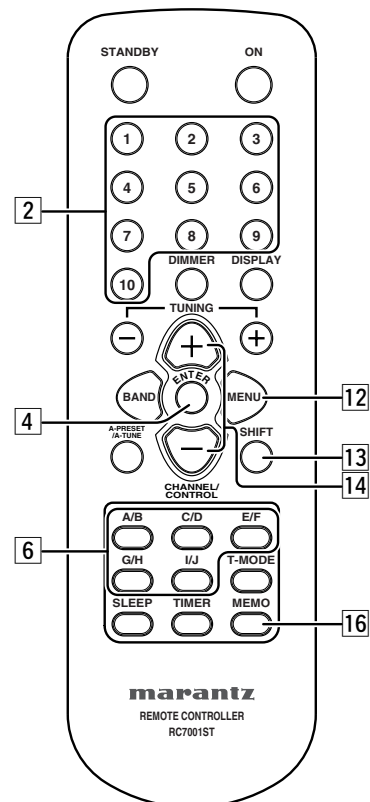 STANDBY ON
1 2 3
4 5 6
2
7 8 9
DIMMER DISPLAY
10
TUNING
− +
+
ENTER
BAND MENU
12
4
A-PRESET
/A-TUNE
SHIFT
−
13
14
CHANNEL/
CONTROL
A/B C/D E/F
6
G/H I/J T-MODE
SLEEP TIMER MEMO
16
marantz
REMOTE CONTROLLER
RC7001ST